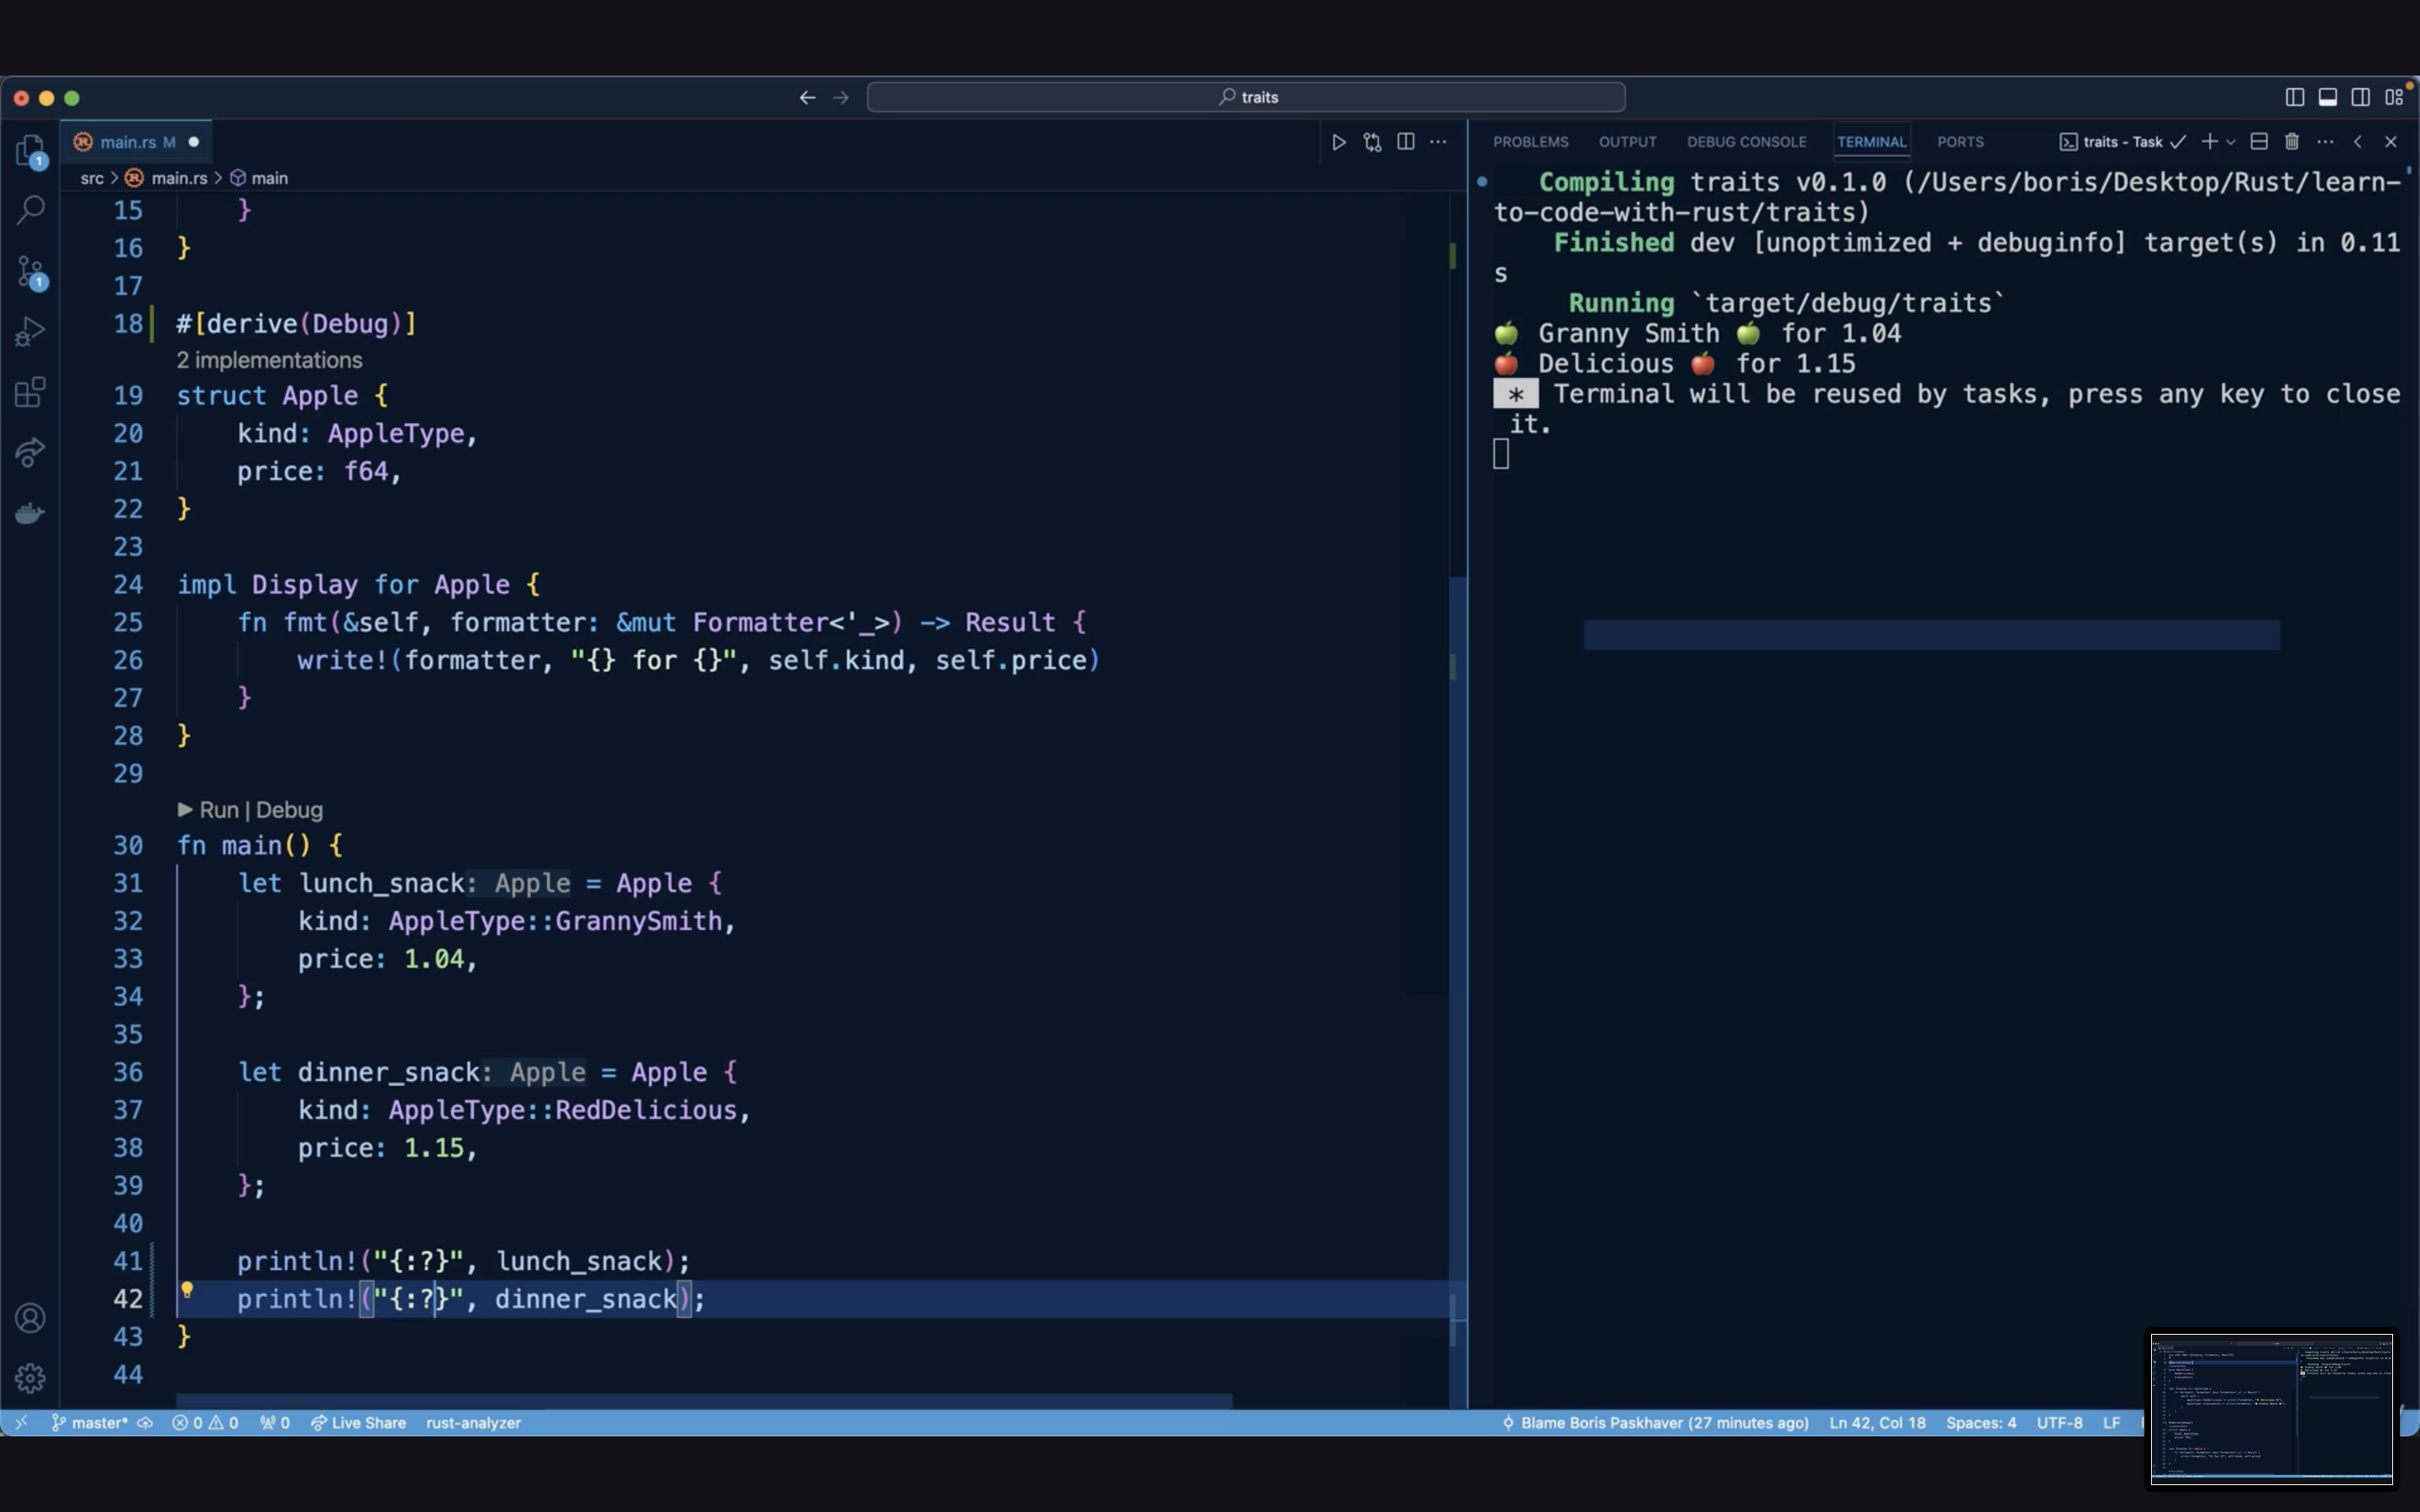 traits
main.rs M
src > main.rs > main
15 }
16 }
17
18 #[derive(Debug)]
2 implementations
19 struct Apple {
20 kind: AppleType,
21 price: f64,
22 }
23
24 impl Display for Apple {
25 fn fmt(&self, formatter: &mut Formatter<'_>) -> Result {
26 write!(formatter, "{} for {}", self.kind, self.price)
27 }
28 }
29
Run | Debug
30 fn main() {
31 let lunch_snack: Apple = Apple {
32 kind: AppleType::GrannySmith,
33 price: 1.04,
34 };
35
36 let dinner_snack: Apple = Apple {
37 kind: AppleType::RedDelicious,
38 price: 1.15,
39 };
40
41 println!("{:?}", lunch_snack);
42 println!("{:?}", dinner_snack);
43 }
44
PROBLEMS OUTPUT DEBUG CONSOLE TERMINAL PORTS traits - Task
Compiling traits v0.1.0 (/Users/boris/Desktop/Rust/learn-
to-code-with-rust/traits)
Finished dev [unoptimized + debuginfo] target(s) in 0.11
s
Running `target/debug/traits`
🍏 Granny Smith 🍏 for 1.04
🍎 Delicious 🍎 for 1.15
* Terminal will be reused by tasks, press any key to close
it.
1
1
master* 0 0 0 Live Share rust-analyzer Blame Boris Paskhaver (27 minutes ago) Ln 42, Col 18 Spaces: 4 UTF-8 LF